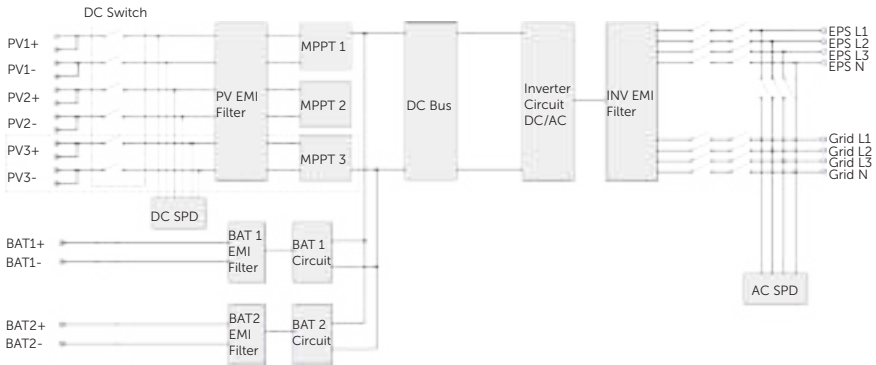 DC Switch
PV1+
PV1-
PV2+
PV2-
PV3+
PV3-
PV EMI
Filter
MPPT 1
MPPT 2
MPPT 3
DC Bus
Inverter
Circuit
DC/AC
INV EMI
Filter
EPS L1
EPS L2
EPS L3
EPS N
Grid L1
Grid L2
Grid L3
Grid N
DC SPD
AC SPD
BAT1+
BAT1-
BAT 1
EMI
Filter
BAT 1
Circuit
BAT2+
BAT2-
BAT2
EMI
Filter
BAT 2
Circuit